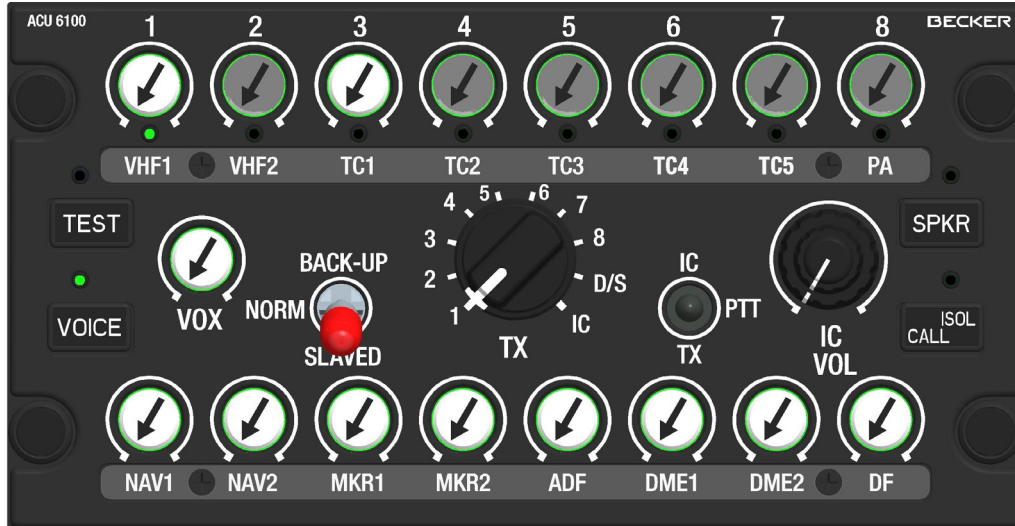 ACU 6100 1 2 3 4 5 6 7 8 BECKER
VHF1 VHF2 TC1 TC2 TC3 TC4 TC5 PA
TEST
VOICE
VOX
BACK-UP
NORM
SLAVED
1 2 3 4 5 6 7 8 D/S IC
TX
IC
PTT
TX
IC
VOL
SPKR
ISOL
CALL
NAV1 NAV2 MKR1 MKR2 ADF DME1 DME2 DF